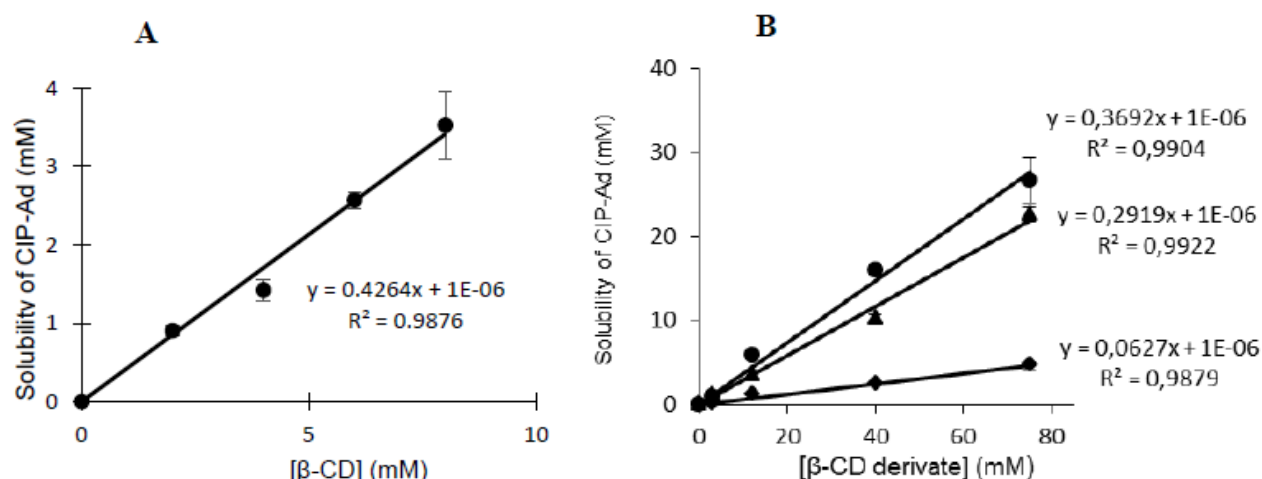 A
Solubility of CIP-Ad (mM)
4
3
2
1
0
0
5
10
[β-CD] (mM)
y = 0.4264x + 1E-06
R² = 0.9876
B
Solubility of CIP-Ad (mM)
40
30
20
10
0
0
20
40
60
80
[β-CD derivate] (mM)
y = 0,3692x + 1E-06
R² = 0,9904
y = 0,2919x + 1E-06
R² = 0,9922
y = 0,0627x + 1E-06
R² = 0,9879